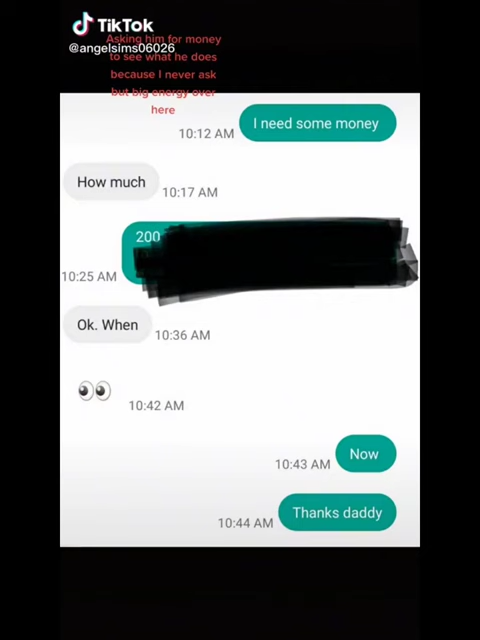 TikTok
@angelsims06026
Asking him for money
to see what he does
because I never ask
but big energy over
here
I need some money
10:12 AM
How much
10:17 AM
200
10:25 AM
Ok. When
10:36 AM
10:42 AM
Now
10:43 AM
Thanks daddy
10:44 AM